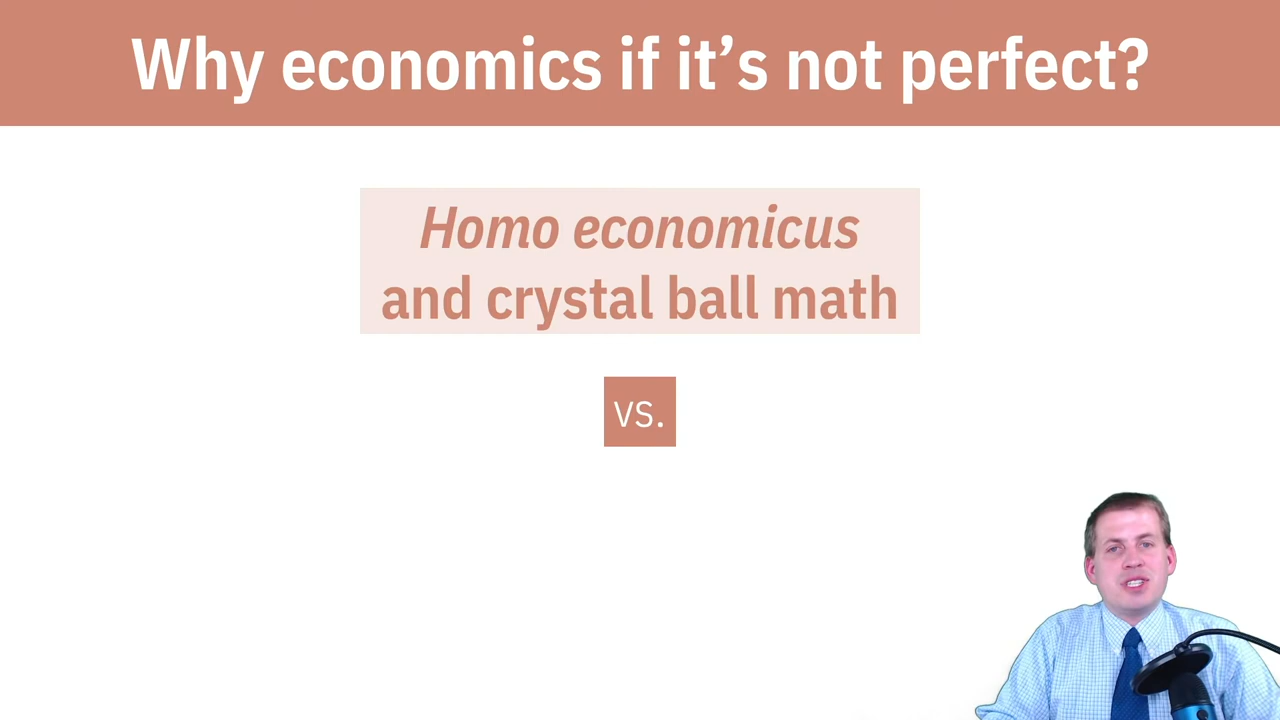 Why economics if it’s not perfect?
Homo economicus
and crystal ball math
vs.